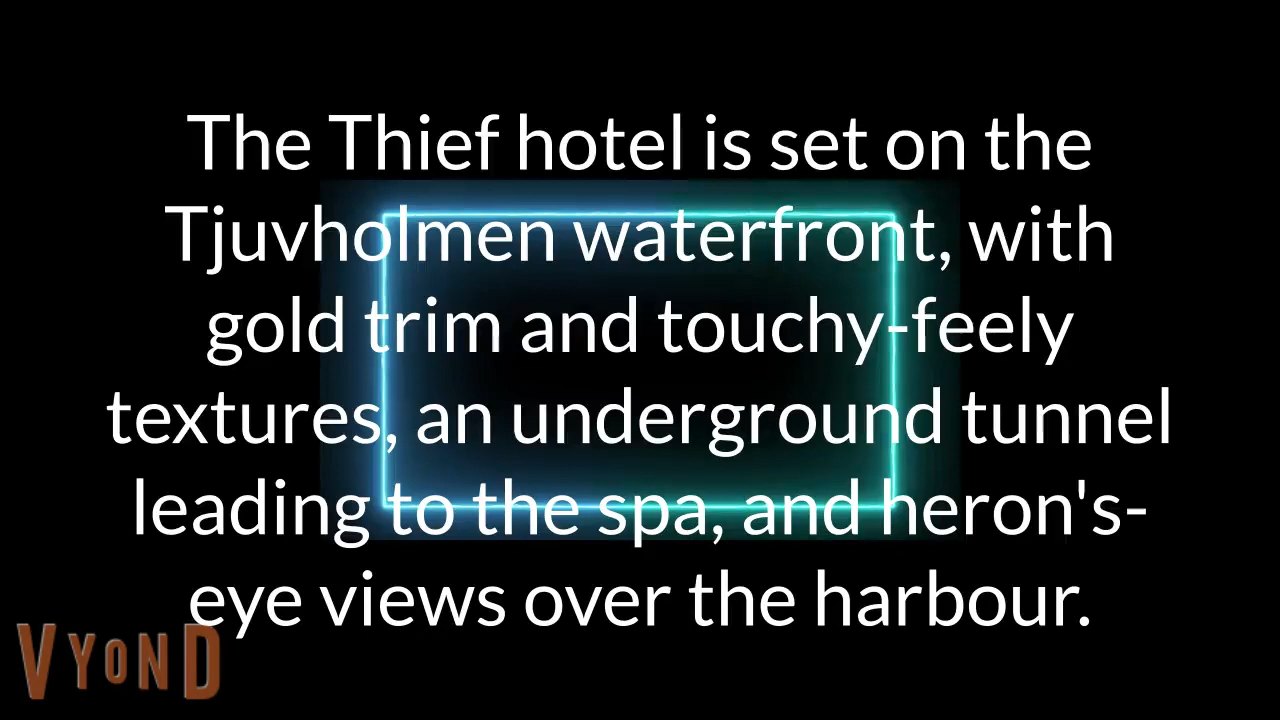 The Thief hotel is set on the
Tjuvholmen waterfront, with
gold trim and touchy-feely
textures, an underground tunnel
leading to the spa, and heron's-
eye views over the harbour.
VYOND